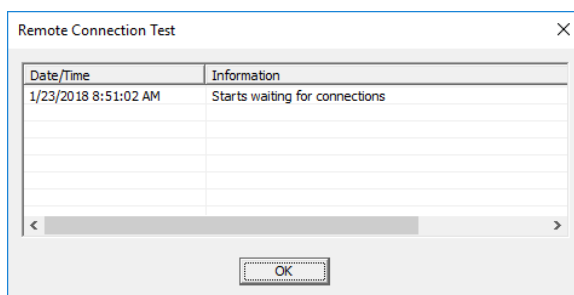 Remote Connection Test
Date/Time Information
1/23/2018 8:51:02 AM Starts waiting for connections
OK